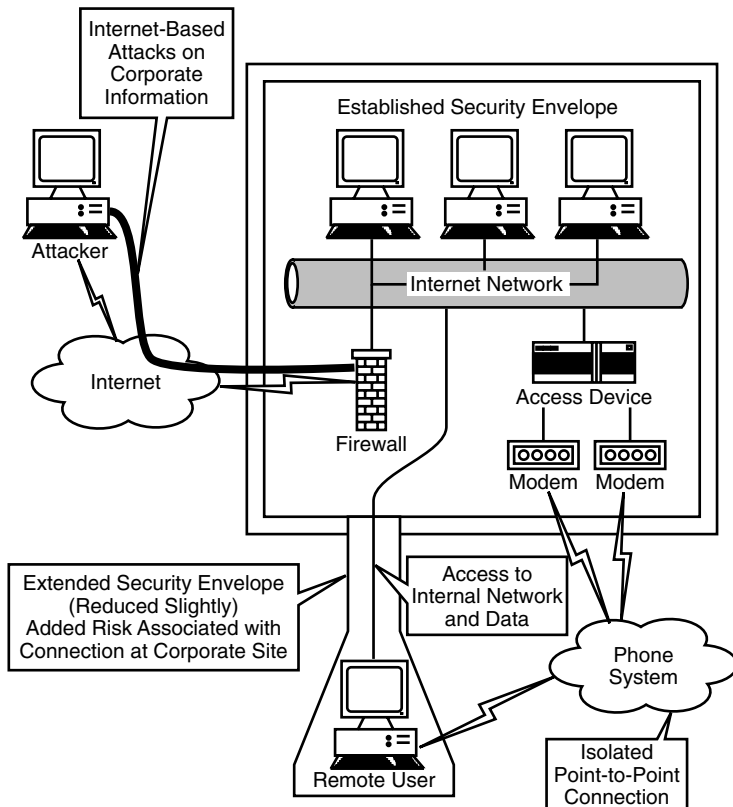 Internet-Based
Attacks on
Corporate
Information
Established Security Envelope
Attacker
Internet Network
Internet
Firewall
Access Device
Modem
Modem
Extended Security Envelope
(Reduced Slightly)
Added Risk Associated with
Connection at Corporate Site
Access to
Internal Network
and Data
Phone
System
Remote User
Isolated
Point-to-Point
Connection